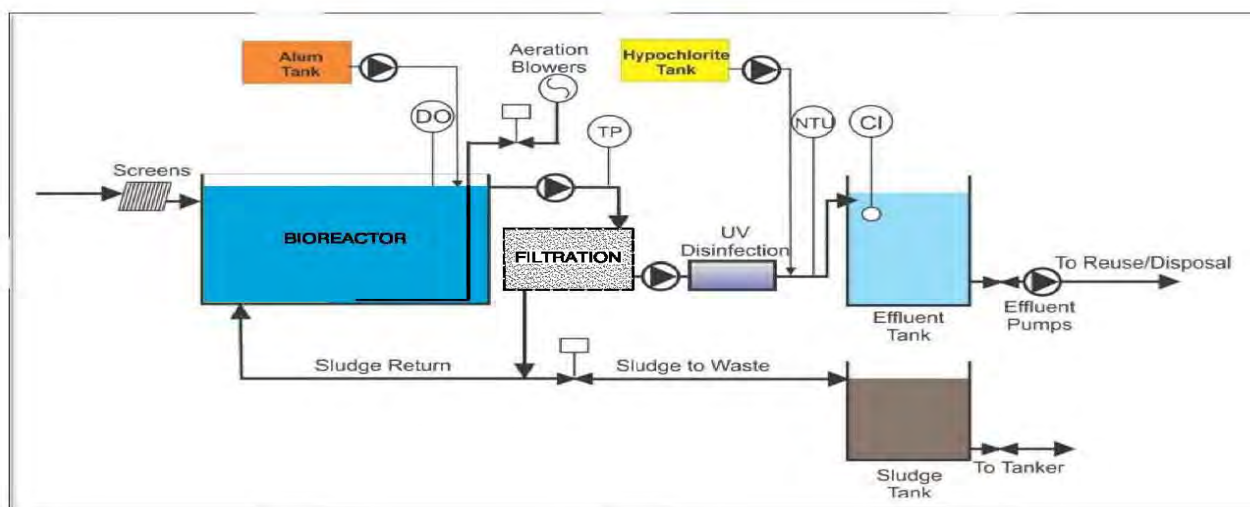 Alum
Tank
Aeration
Blowers
Hypochlorite
Tank
DO
TP
NTU
CI
Screens
BIOREACTOR
FILTRATION
UV
Disinfection
To Reuse/Disposal
Effluent
Tank
Effluent
Pumps
Sludge Return
Sludge to Waste
Sludge
Tank
To Tanker